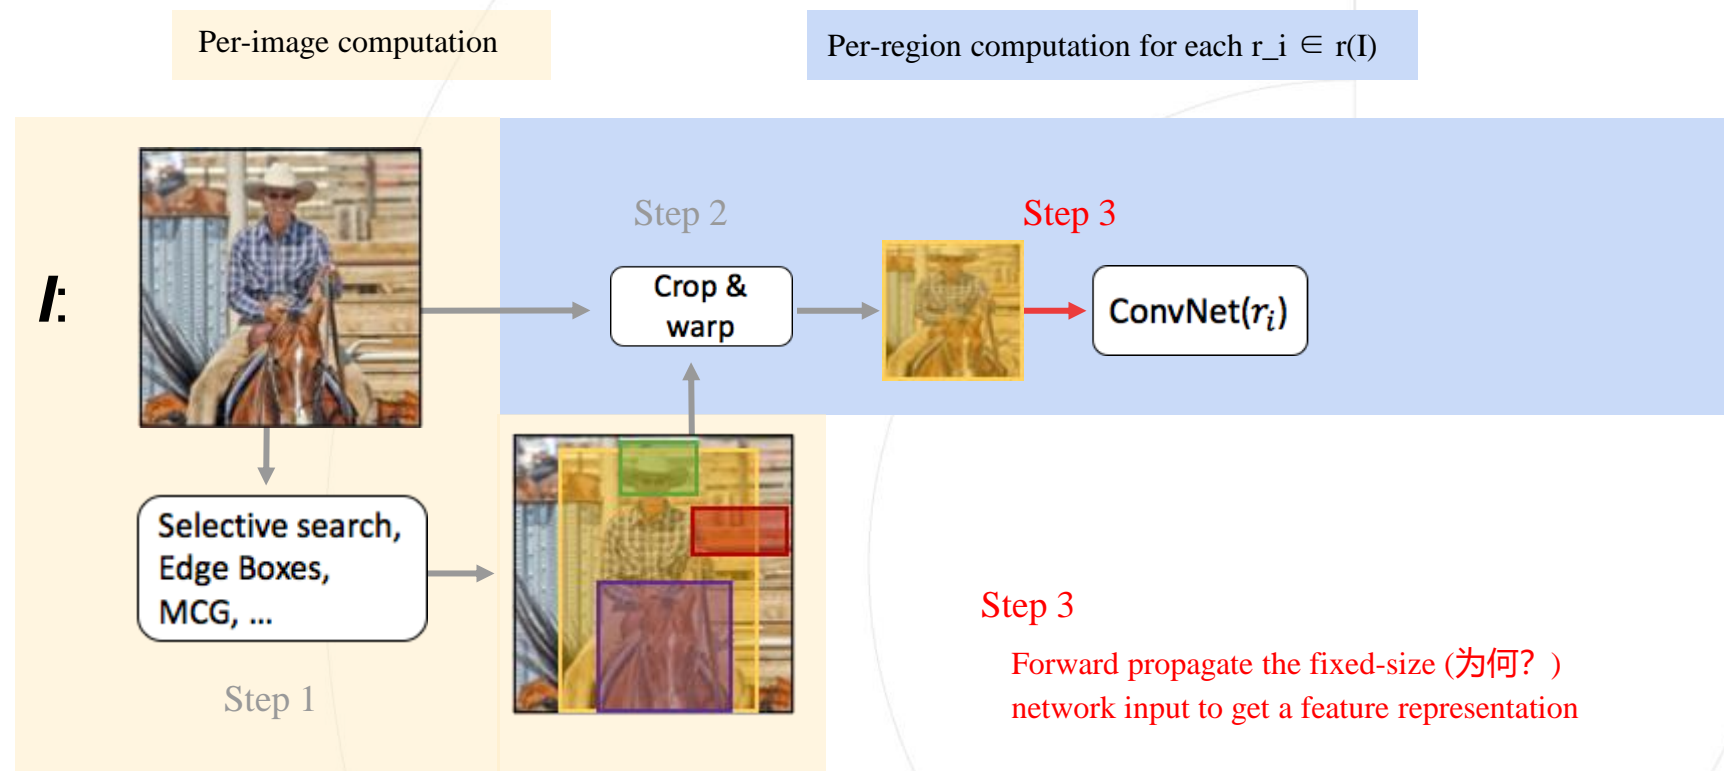 Per-image computation
Per-region computation for each r_i ∈ r(I)
I:
Step 2
Step 3
Crop &
warp
ConvNet(rᵢ)
Selective search,
Edge Boxes,
MCG, ...
Step 1
Step 3
Forward propagate the fixed-size (为何？)
network input to get a feature representation